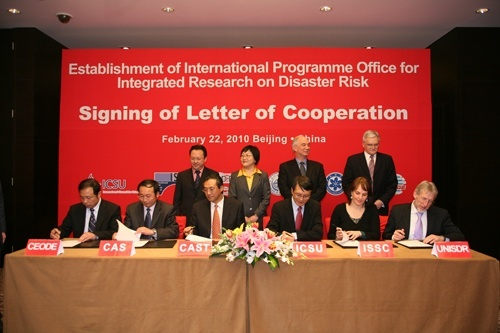 Establishment of International Programme Office for
Integrated Research on Disaster Risk
Signing of Letter of Cooperation
February 22, 2010 Beijing • China
ICSU
CEODE
CAS
CAST
ICSU
ISSC
UNISDR